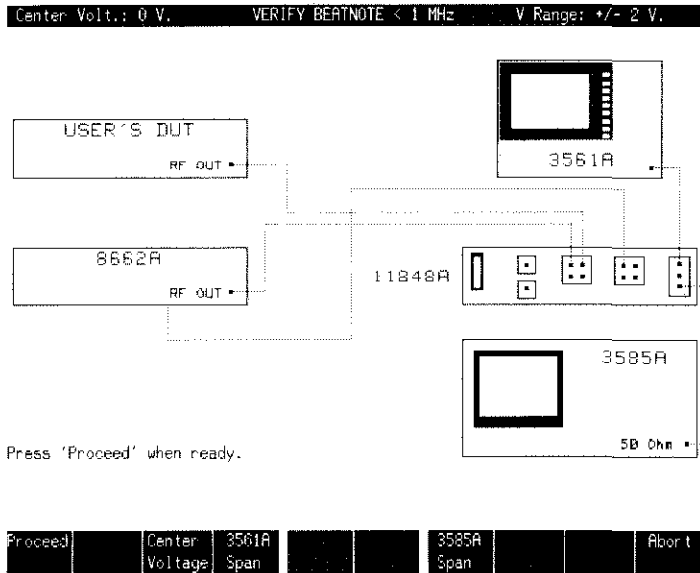 Center Volt.: 0 V. VERIFY BEATNOTE < 1 MHz V Range: +/- 2 V.
USER'S DUT
RF OUT
3561A
8662A
RF OUT
11848A
3585A
50 Ohm
Press 'Proceed' when ready.
Proceed Center Voltage 3561A Span 3585A Span Abort